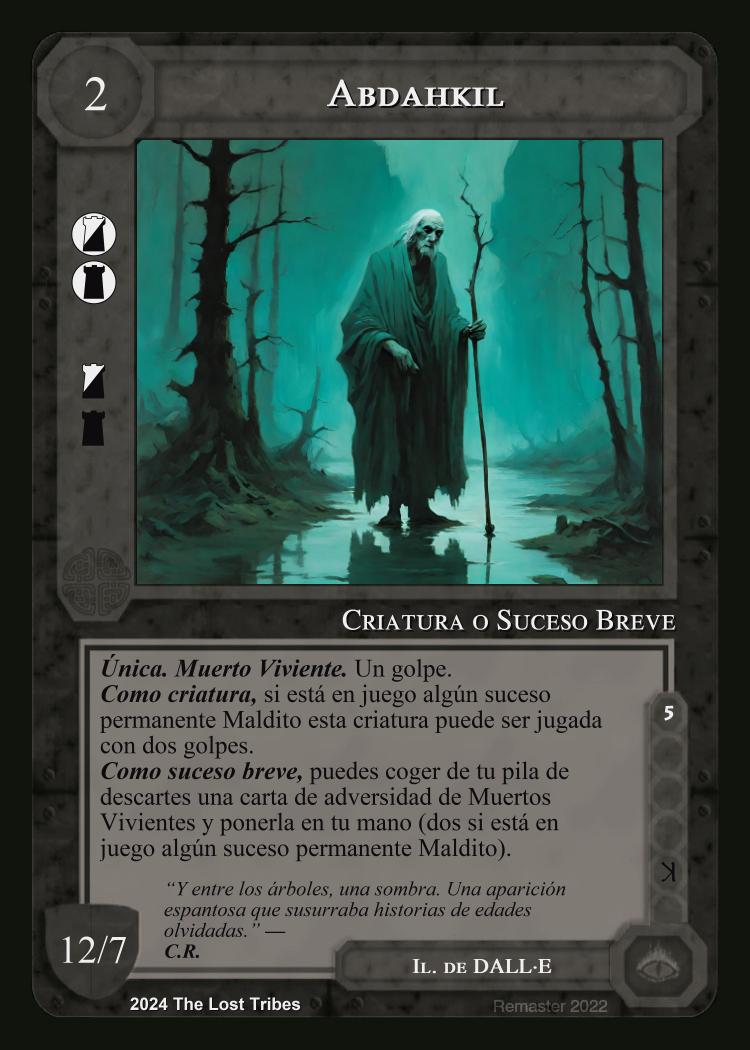 2
Abdahkil
Criatura o Suceso Breve
Única. Muerto Viviente. Un golpe.
Como criatura, si está en juego algún suceso
permanente Maldito esta criatura puede ser jugada
con dos golpes.
Como suceso breve, puedes coger de tu pila de
descartes una carta de adversidad de Muertos
Vivientes y ponerla en tu mano (dos si está en
juego algún suceso permanente Maldito).
5
“Y entre los árboles, una sombra. Una aparición
espantosa que susurraba historias de edades
olvidadas.” —
C.R.
12/7
Il. de DALL·E
2024 The Lost Tribes
Remaster 2022